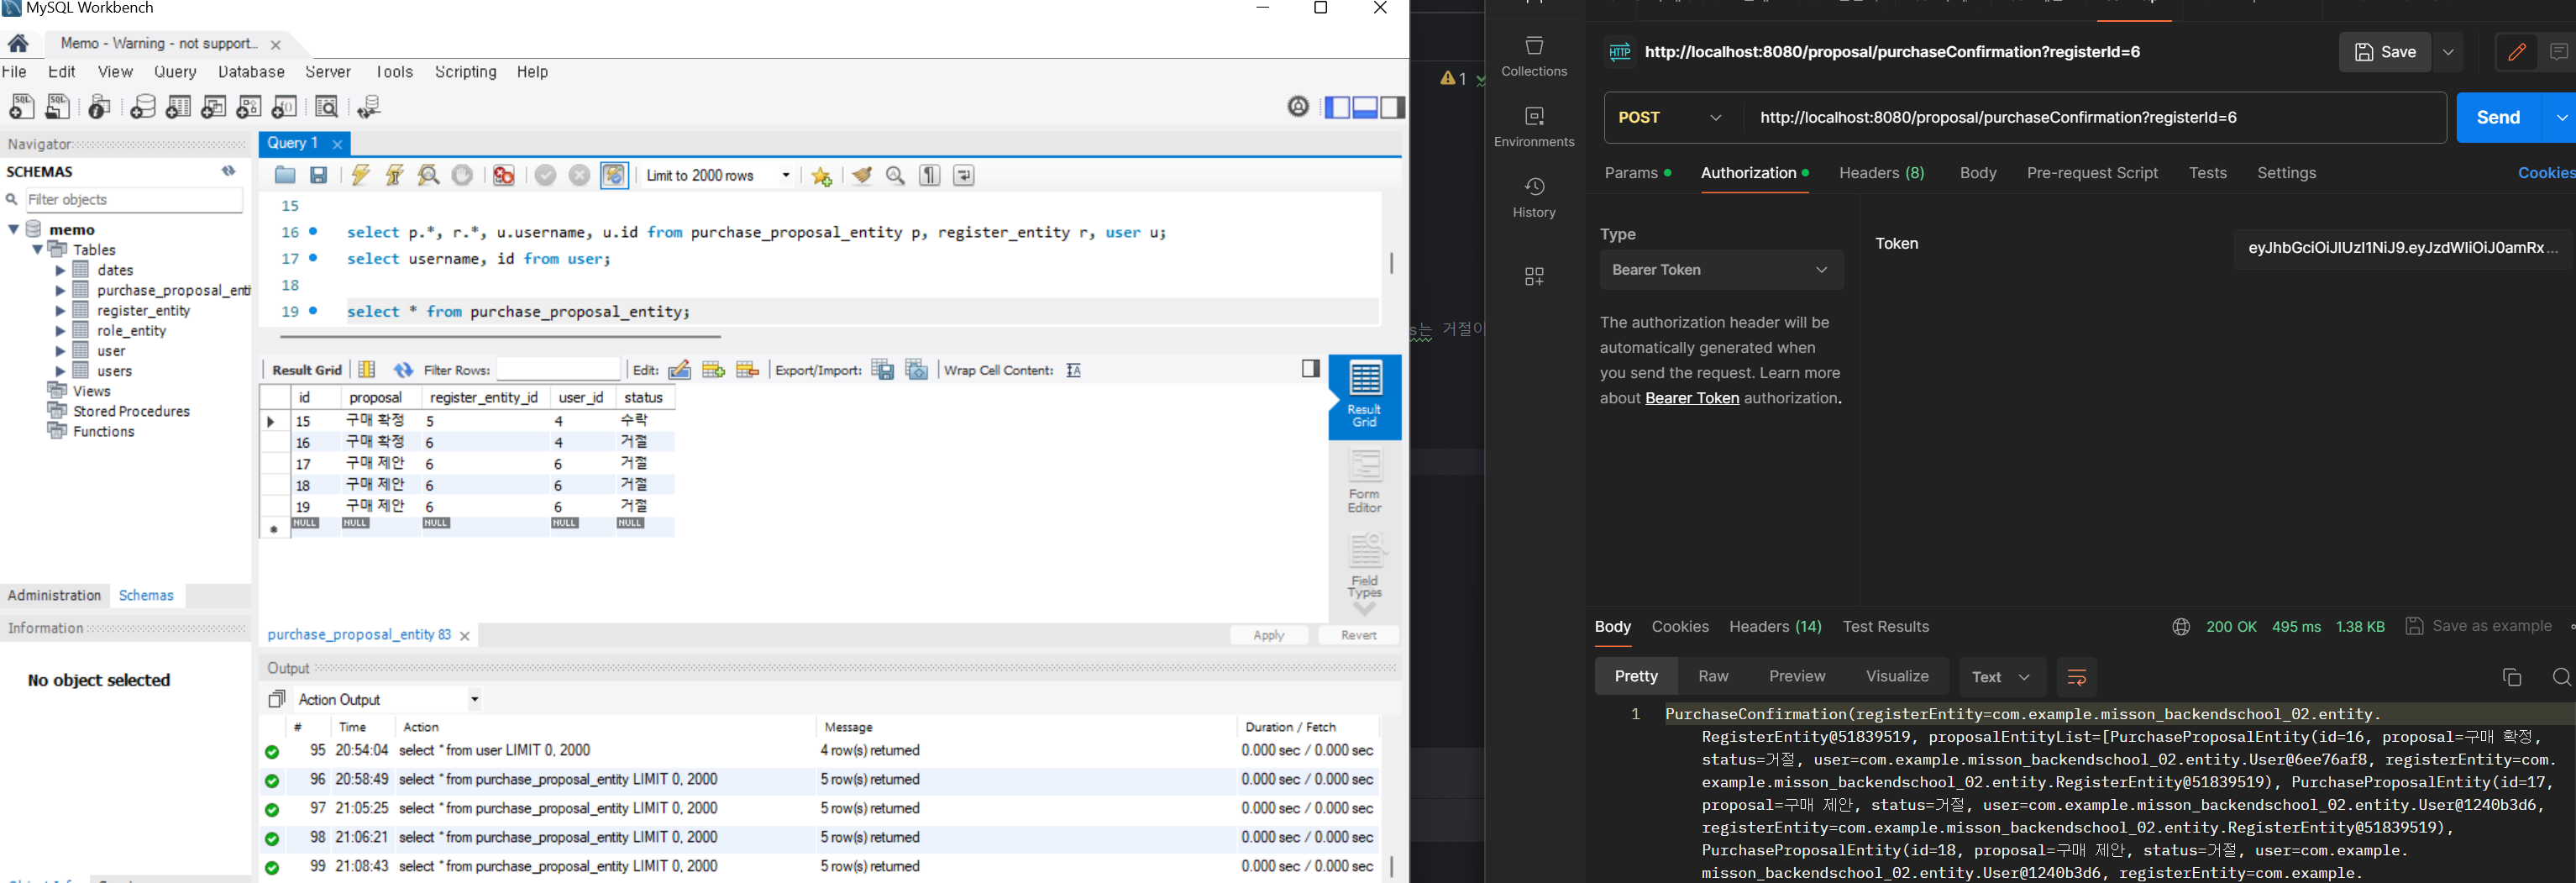 MySQL Workbench
Memo - Warning - not support...
File Edit View Query Database Server Tools Scripting Help
Navigator
SCHEMAS
Filter objects
memo
Tables
dates
purchase_proposal_enti
register_entity
role_entity
user
users
Views
Stored Procedures
Functions
Administration Schemas
Information
No object selected
Query 1
Limit to 2000 rows
15
16 select p.*, r.*, u.username, u.id from purchase_proposal_entity p, register_entity r, user u;
17 select username, id from user;
18
19 select * from purchase_proposal_entity;
Result Grid Filter Rows: Edit: Export/Import: Wrap Cell Content:
id proposal register_entity_id user_id status
15 구매 확정 5 4 수락
16 구매 확정 6 4 거절
17 구매 제안 6 6 거절
18 구매 제안 6 6 거절
19 구매 제안 6 6 거절
NULL NULL NULL NULL NULL
Result Grid
Form Editor
Field Types
purchase_proposal_entity 83
Apply Revert
Output
Action Output
# Time Action Message Duration / Fetch
95 20:54:04 select * from user LIMIT 0, 2000 4 row(s) returned 0.000 sec / 0.000 sec
96 20:58:49 select * from purchase_proposal_entity LIMIT 0, 2000 5 row(s) returned 0.000 sec / 0.000 sec
97 21:05:25 select * from purchase_proposal_entity LIMIT 0, 2000 5 row(s) returned 0.000 sec / 0.000 sec
98 21:06:21 select * from purchase_proposal_entity LIMIT 0, 2000 5 row(s) returned 0.000 sec / 0.000 sec
99 21:08:43 select * from purchase_proposal_entity LIMIT 0, 2000 5 row(s) returned 0.000 sec / 0.000 sec
1
s는 거절이
Collections
Environments
History
HTTP http://localhost:8080/proposal/purchaseConfirmation?registerId=6
Save
POST http://localhost:8080/proposal/purchaseConfirmation?registerId=6
Send
Params Authorization Headers (8) Body Pre-request Script Tests Settings Cookies
Type
Bearer Token
The authorization header will be
automatically generated when
you send the request. Learn more
about Bearer Token authorization.
Token eyJhbGciOiJIUzI1NiJ9.eyJzdWIiOiJ0amRx...
Body Cookies Headers (14) Test Results 200 OK 495 ms 1.38 KB Save as example
Pretty Raw Preview Visualize Text
1 PurchaseConfirmation(registerEntity=com.example.misson_backendschool_02.entity.
RegisterEntity@51839519, proposalEntityList=[PurchaseProposalEntity(id=16, proposal=구매 확정,
status=거절, user=com.example.misson_backendschool_02.entity.User@6ee76af8, registerEntity=com.
example.misson_backendschool_02.entity.RegisterEntity@51839519), PurchaseProposalEntity(id=17,
proposal=구매 제안, status=거절, user=com.example.misson_backendschool_02.entity.User@1240b3d6,
registerEntity=com.example.misson_backendschool_02.entity.RegisterEntity@51839519),
PurchaseProposalEntity(id=18, proposal=구매 제안, status=거절, user=com.example.
misson_backendschool_02.entity.User@1240b3d6, registerEntity=com.example.